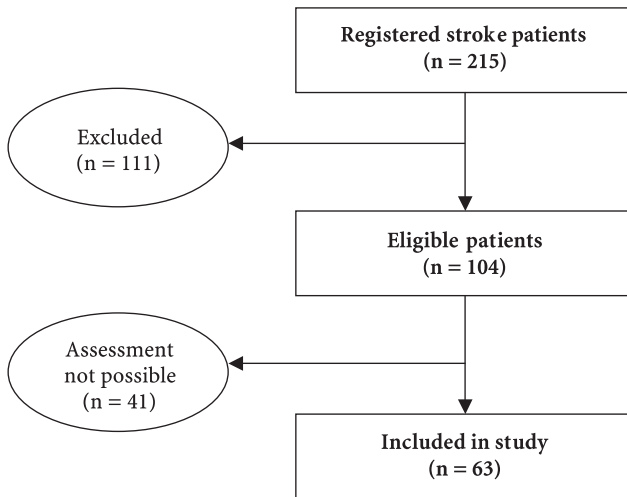 Registered stroke patients
(n = 215)
Excluded
(n = 111)
Eligible patients
(n = 104)
Assessment
not possible
(n = 41)
Included in study
(n = 63)